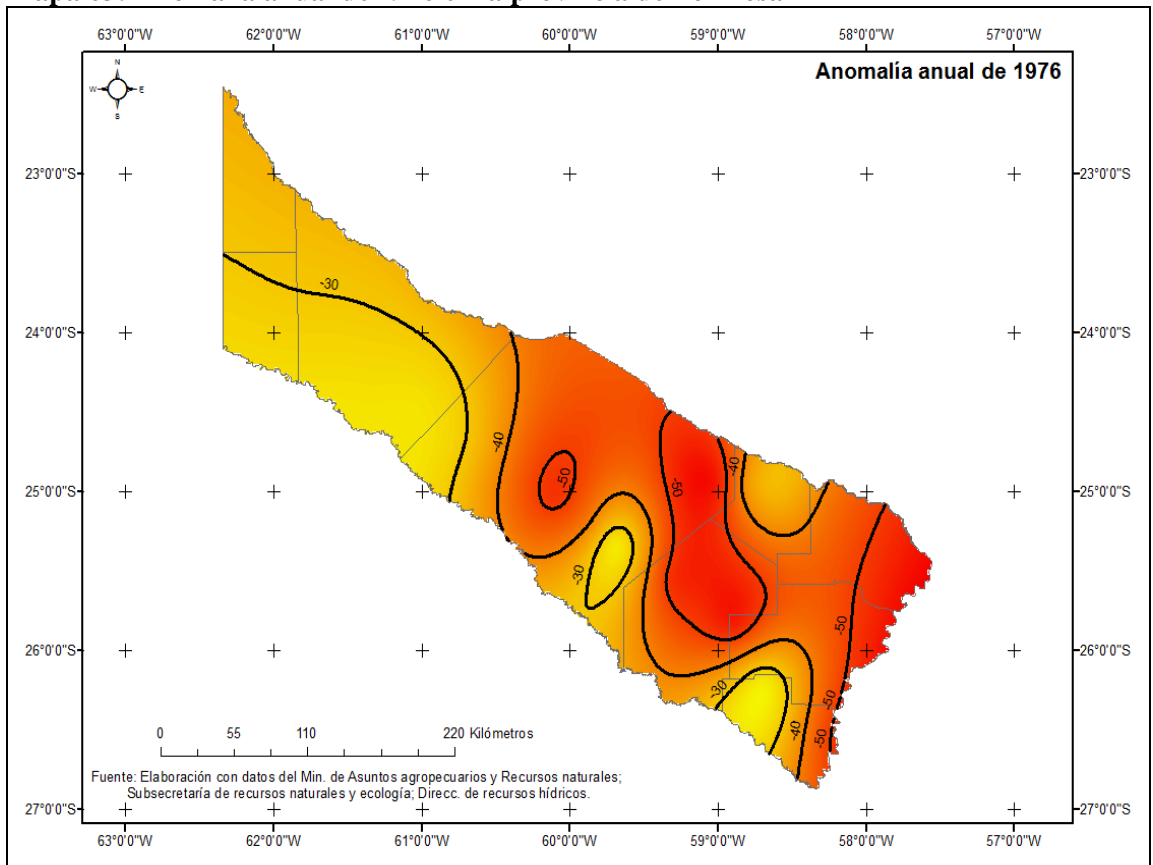 63°0'0"W 62°0'0"W 61°0'0"W 60°0'0"W 59°0'0"W 58°0'0"W 57°0'0"W
Anomalía anual de 1976
N
W E
S
23°0'0"S 23°0'0"S
-30
24°0'0"S 24°0'0"S
-40
-40
-50
-50
25°0'0"S 25°0'0"S
-30
-50
26°0'0"S 26°0'0"S
-30
-50
-40
-50
0 55 110 220 Kilómetros
Fuente: Elaboración con datos del Min. de Asuntos agropecuarios y Recursos naturales;
Subsecretaría de recursos naturales y ecología; Direcc. de recursos hídricos.
27°0'0"S 27°0'0"S
63°0'0"W 62°0'0"W 61°0'0"W 60°0'0"W 59°0'0"W 58°0'0"W 57°0'0"W